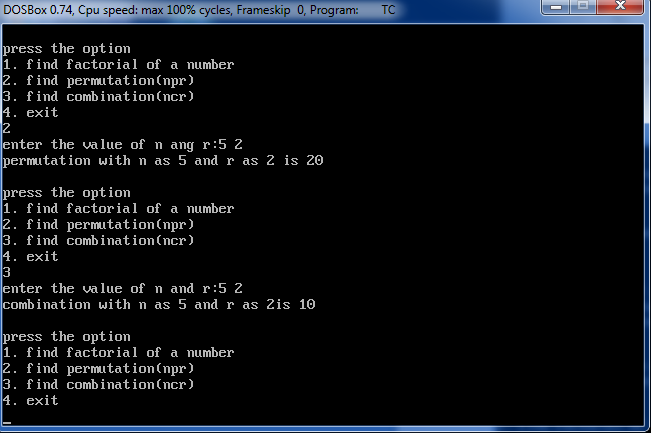 DOSBox 0.74, Cpu speed: max 100% cycles, Frameskip 0, Program: TC
press the option
1. find factorial of a number
2. find permutation(npr)
3. find combination(ncr)
4. exit
2
enter the value of n ang r:5 2
permutation with n as 5 and r as 2 is 20
press the option
1. find factorial of a number
2. find permutation(npr)
3. find combination(ncr)
4. exit
3
enter the value of n and r:5 2
combination with n as 5 and r as 2is 10
press the option
1. find factorial of a number
2. find permutation(npr)
3. find combination(ncr)
4. exit
_